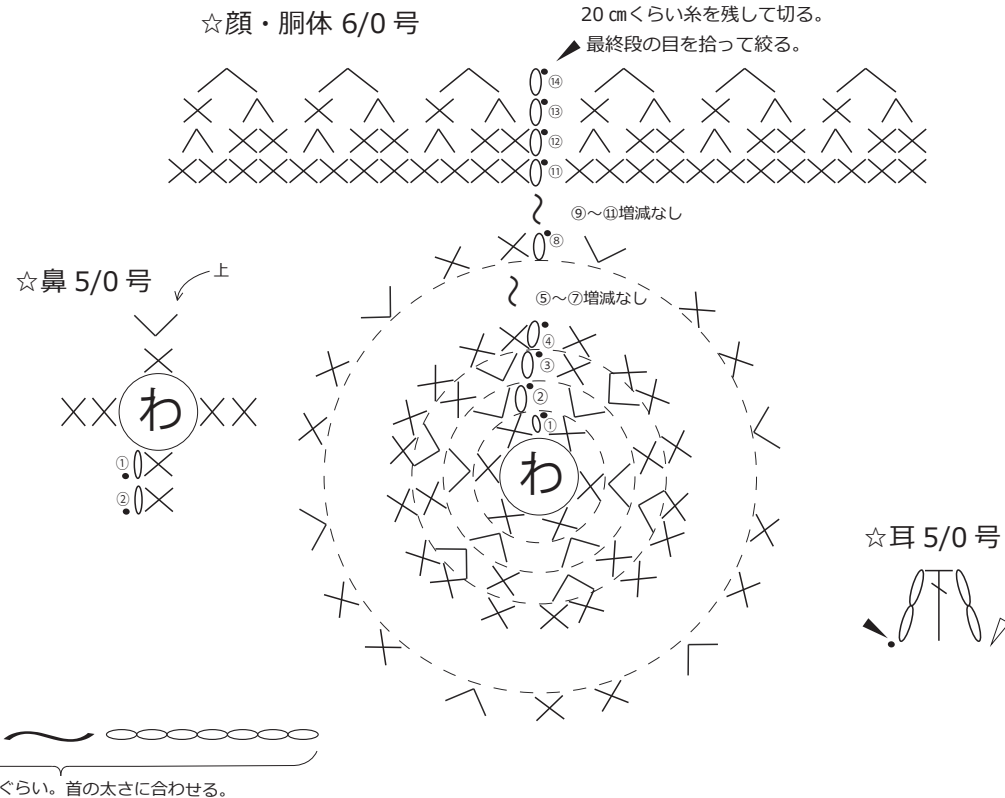 ☆顔・胴体 6/0 号
20 ㎝くらい糸を残して切る。
最終段の目を拾って絞る。
⑭
⑬
⑫
⑪
⑨〜⑪増減なし
⑧
☆鼻 5/0 号
上
⑤〜⑦増減なし
④
③
②
①
わ
わ
①
②
☆耳 5/0 号
ぐらい。首の太さに合わせる。